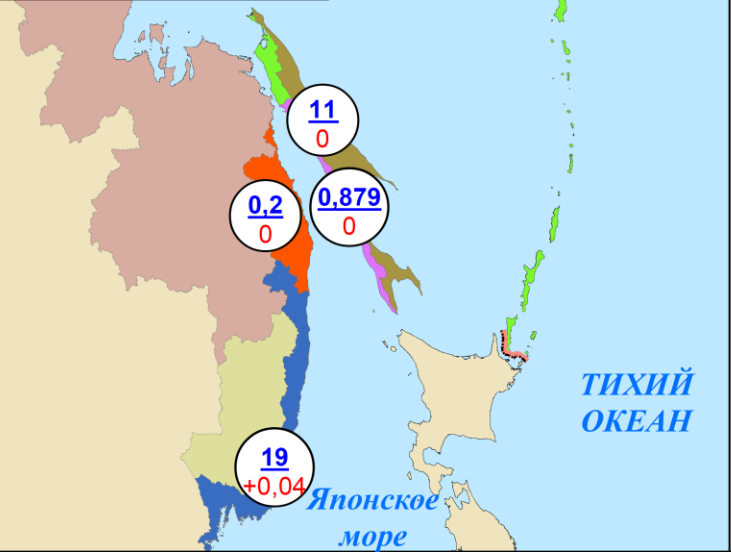 11
0
0,2
0
0,879
0
ТИХИЙ
ОКЕАН
19
+0,04
Японское
море